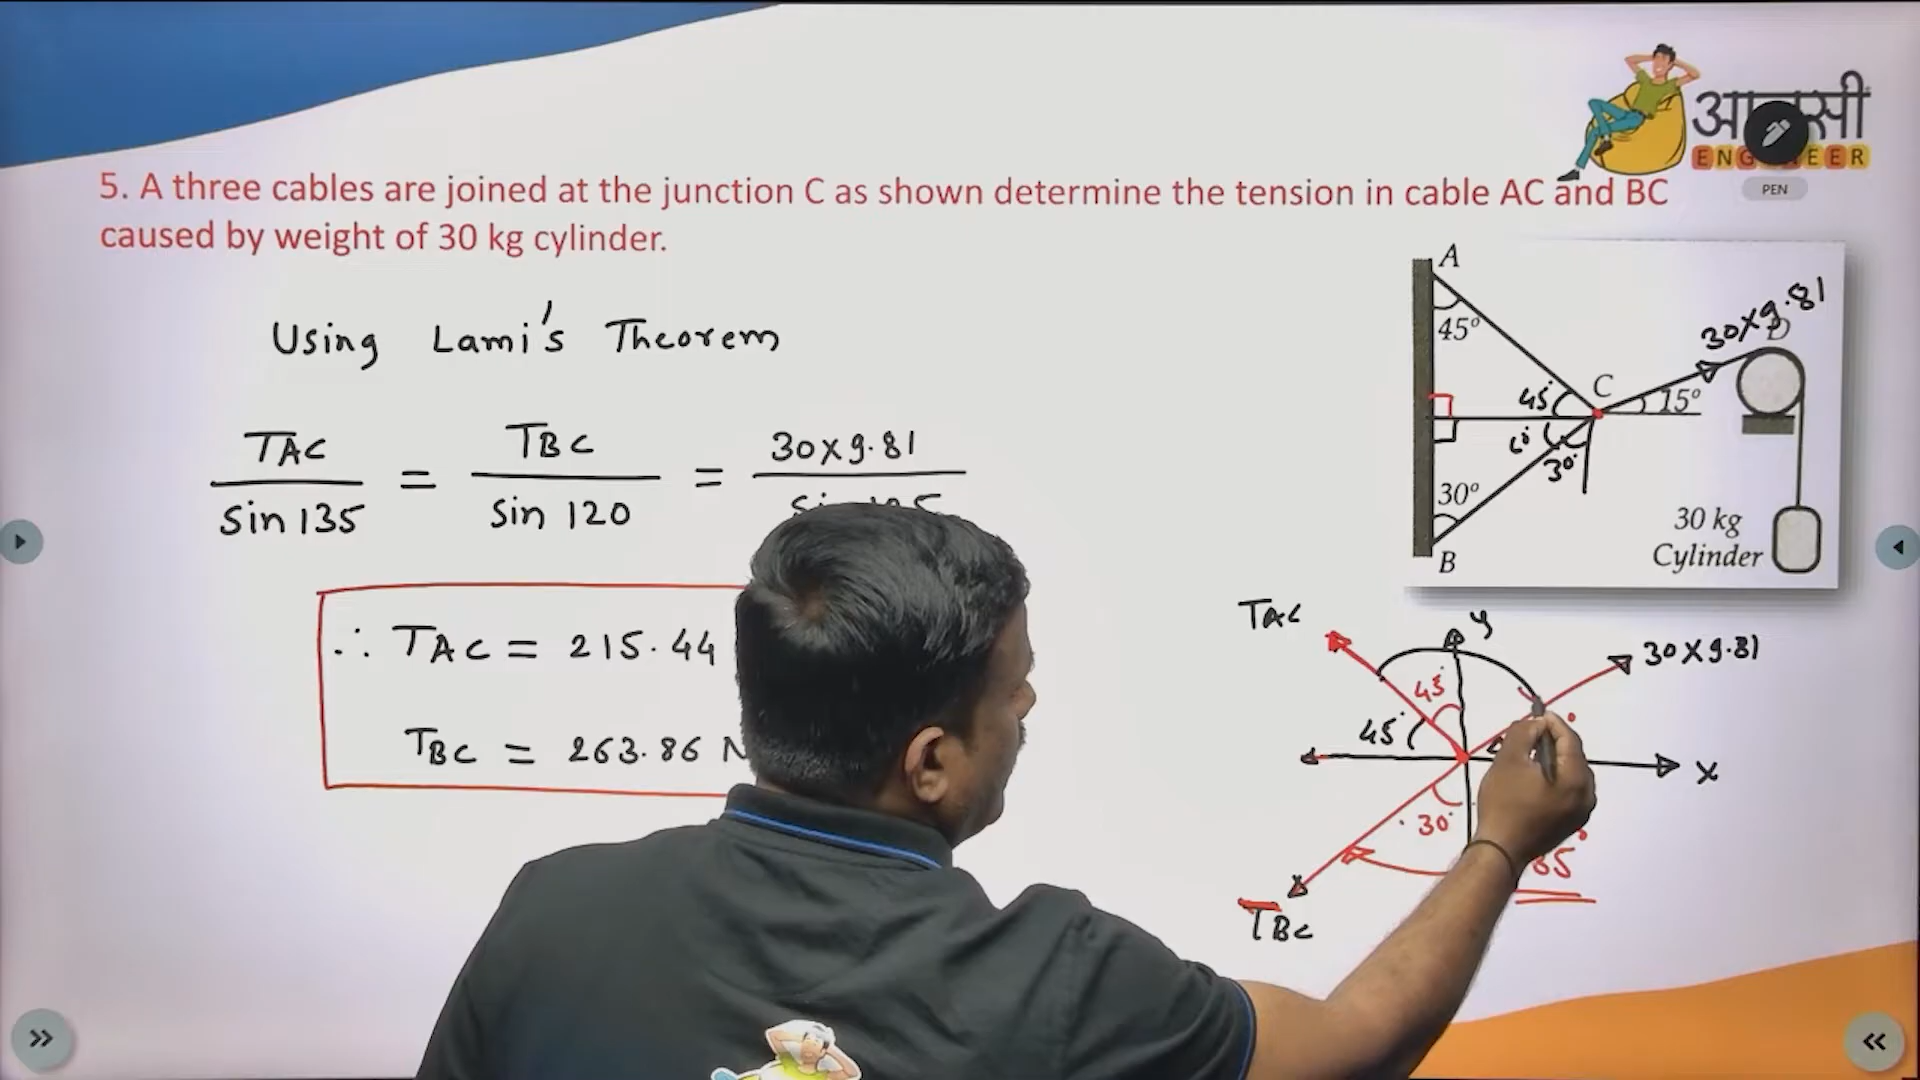 आ सी
ENG EER
PEN
5. A three cables are joined at the junction C as shown determine the tension in cable AC and BC
caused by weight of 30 kg cylinder.
Using Lami's Theorem
TAC / sin 135 = TBC / sin 120 = 30×9.81
∴ TAC = 215.44
TBC = 263.86 N
A
45°
30×9.81
D
45°
C
15°
30°
30°
B
30 kg
Cylinder
TAC
y
30×9.81
45°
45°
x
30°
TBC